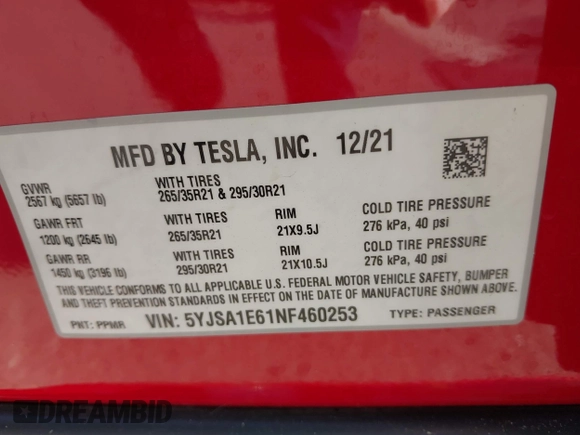 MFD BY TESLA, INC. 12/21
GVWR
2567 kg (5657 lb)
WITH TIRES
265/35R21 & 295/30R21
GAWR FRT
1200 kg (2645 lb)
WITH TIRES
265/35R21
RIM
21X9.5J
COLD TIRE PRESSURE
276 kPa, 40 psi
GAWR RR
1450 kg (3196 lb)
WITH TIRES
295/30R21
RIM
21X10.5J
COLD TIRE PRESSURE
276 kPa, 40 psi
THIS VEHICLE CONFORMS TO ALL APPLICABLE U.S. FEDERAL MOTOR VEHICLE SAFETY, BUMPER
AND THEFT PREVENTION STANDARDS IN EFFECT ON THE DATE OF MANUFACTURE SHOWN ABOVE.
PNT: PPMR
VIN: 5YJSA1E61NF460253
TYPE: PASSENGER
DREAMBID